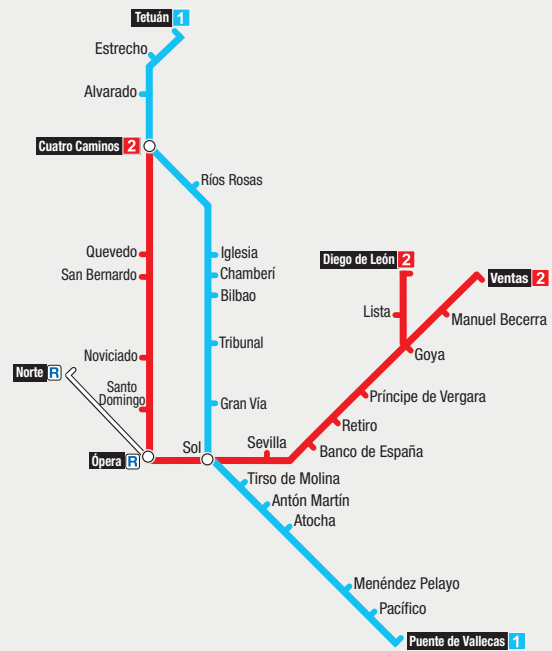 Tetuán 1
Estrecho
Alvarado
Cuatro Caminos 2
Ríos Rosas
Quevedo
Iglesia
San Bernardo
Chamberí
Bilbao
Diego de León 2
Ventas 2
Lista
Manuel Becerra
Tribunal
Goya
Noviciado
Norte R
Santo
Domingo
Príncipe de Vergara
Gran Vía
Retiro
Sol
Sevilla
Banco de España
Ópera R
Tirso de Molina
Antón Martín
Atocha
Menéndez Pelayo
Pacífico
Puente de Vallecas 1